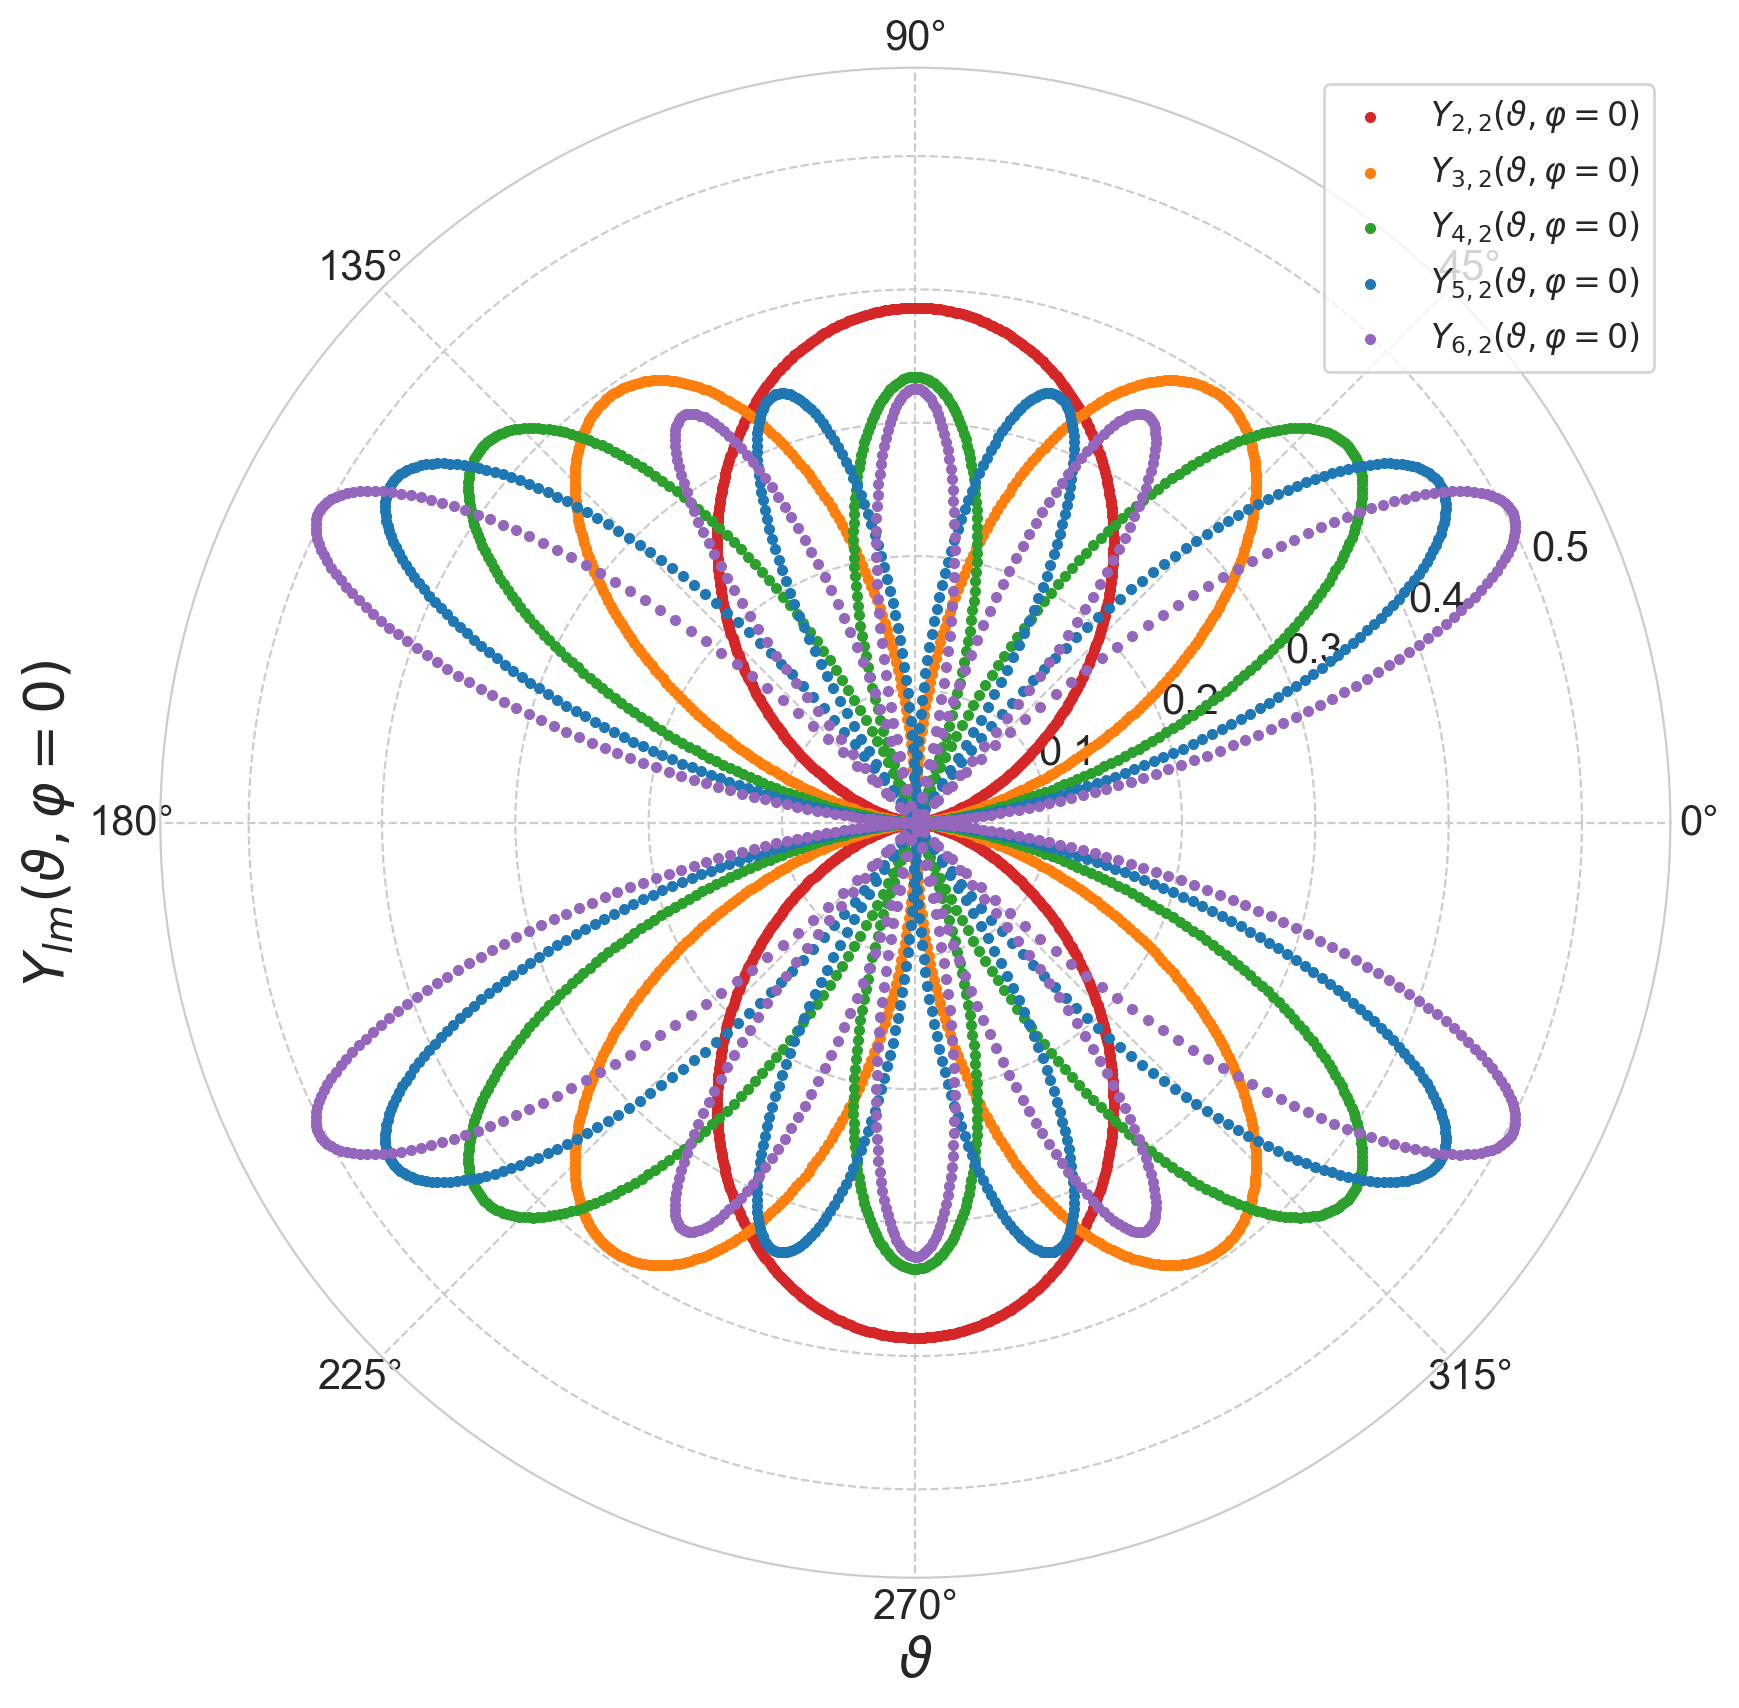 90°
135°
45°
Y_{2,2}(ϑ, φ = 0)
Y_{3,2}(ϑ, φ = 0)
Y_{4,2}(ϑ, φ = 0)
Y_{5,2}(ϑ, φ = 0)
Y_{6,2}(ϑ, φ = 0)
0.5
0.4
0.3
0.2
0.1
Y_{lm}(ϑ, φ = 0)
180°
0°
225°
315°
270°
ϑ